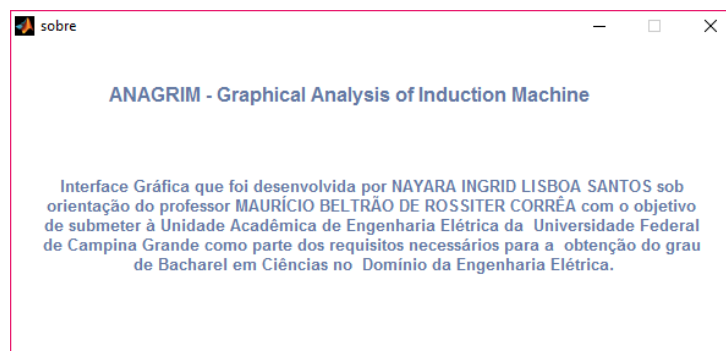 sobre
ANAGRIM - Graphical Analysis of Induction Machine
Interface Gráfica que foi desenvolvida por NAYARA INGRID LISBOA SANTOS sob
orientação do professor MAURÍCIO BELTRÃO DE ROSSITER CORRÊA com o objetivo
de submeter à Unidade Acadêmica de Engenharia Elétrica da  Universidade Federal
de Campina Grande como parte dos requisitos necessários para a  obtenção do grau
de Bacharel em Ciências no  Domínio da Engenharia Elétrica.